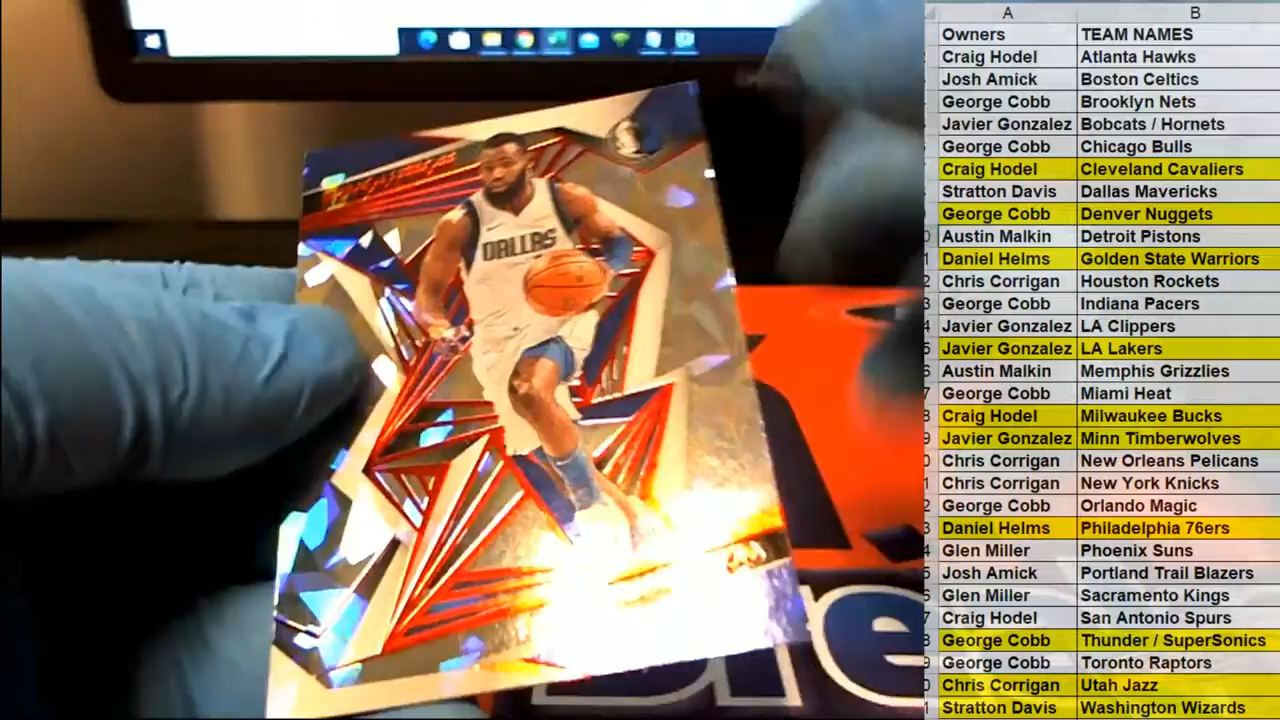 A B
Owners TEAM NAMES
Craig Hodel Atlanta Hawks
Josh Amick Boston Celtics
George Cobb Brooklyn Nets
Javier Gonzalez Bobcats / Hornets
George Cobb Chicago Bulls
Craig Hodel Cleveland Cavaliers
Stratton Davis Dallas Mavericks
George Cobb Denver Nuggets
Austin Malkin Detroit Pistons
Daniel Helms Golden State Warriors
Chris Corrigan Houston Rockets
George Cobb Indiana Pacers
Javier Gonzalez LA Clippers
Javier Gonzalez LA Lakers
Austin Malkin Memphis Grizzlies
George Cobb Miami Heat
Craig Hodel Milwaukee Bucks
Javier Gonzalez Minn Timberwolves
Chris Corrigan New Orleans Pelicans
Chris Corrigan New York Knicks
George Cobb Orlando Magic
Daniel Helms Philadelphia 76ers
Glen Miller Phoenix Suns
Josh Amick Portland Trail Blazers
Glen Miller Sacramento Kings
Craig Hodel San Antonio Spurs
George Cobb Thunder / SuperSonics
George Cobb Toronto Raptors
Chris Corrigan Utah Jazz
Stratton Davis Washington Wizards
DALLAS